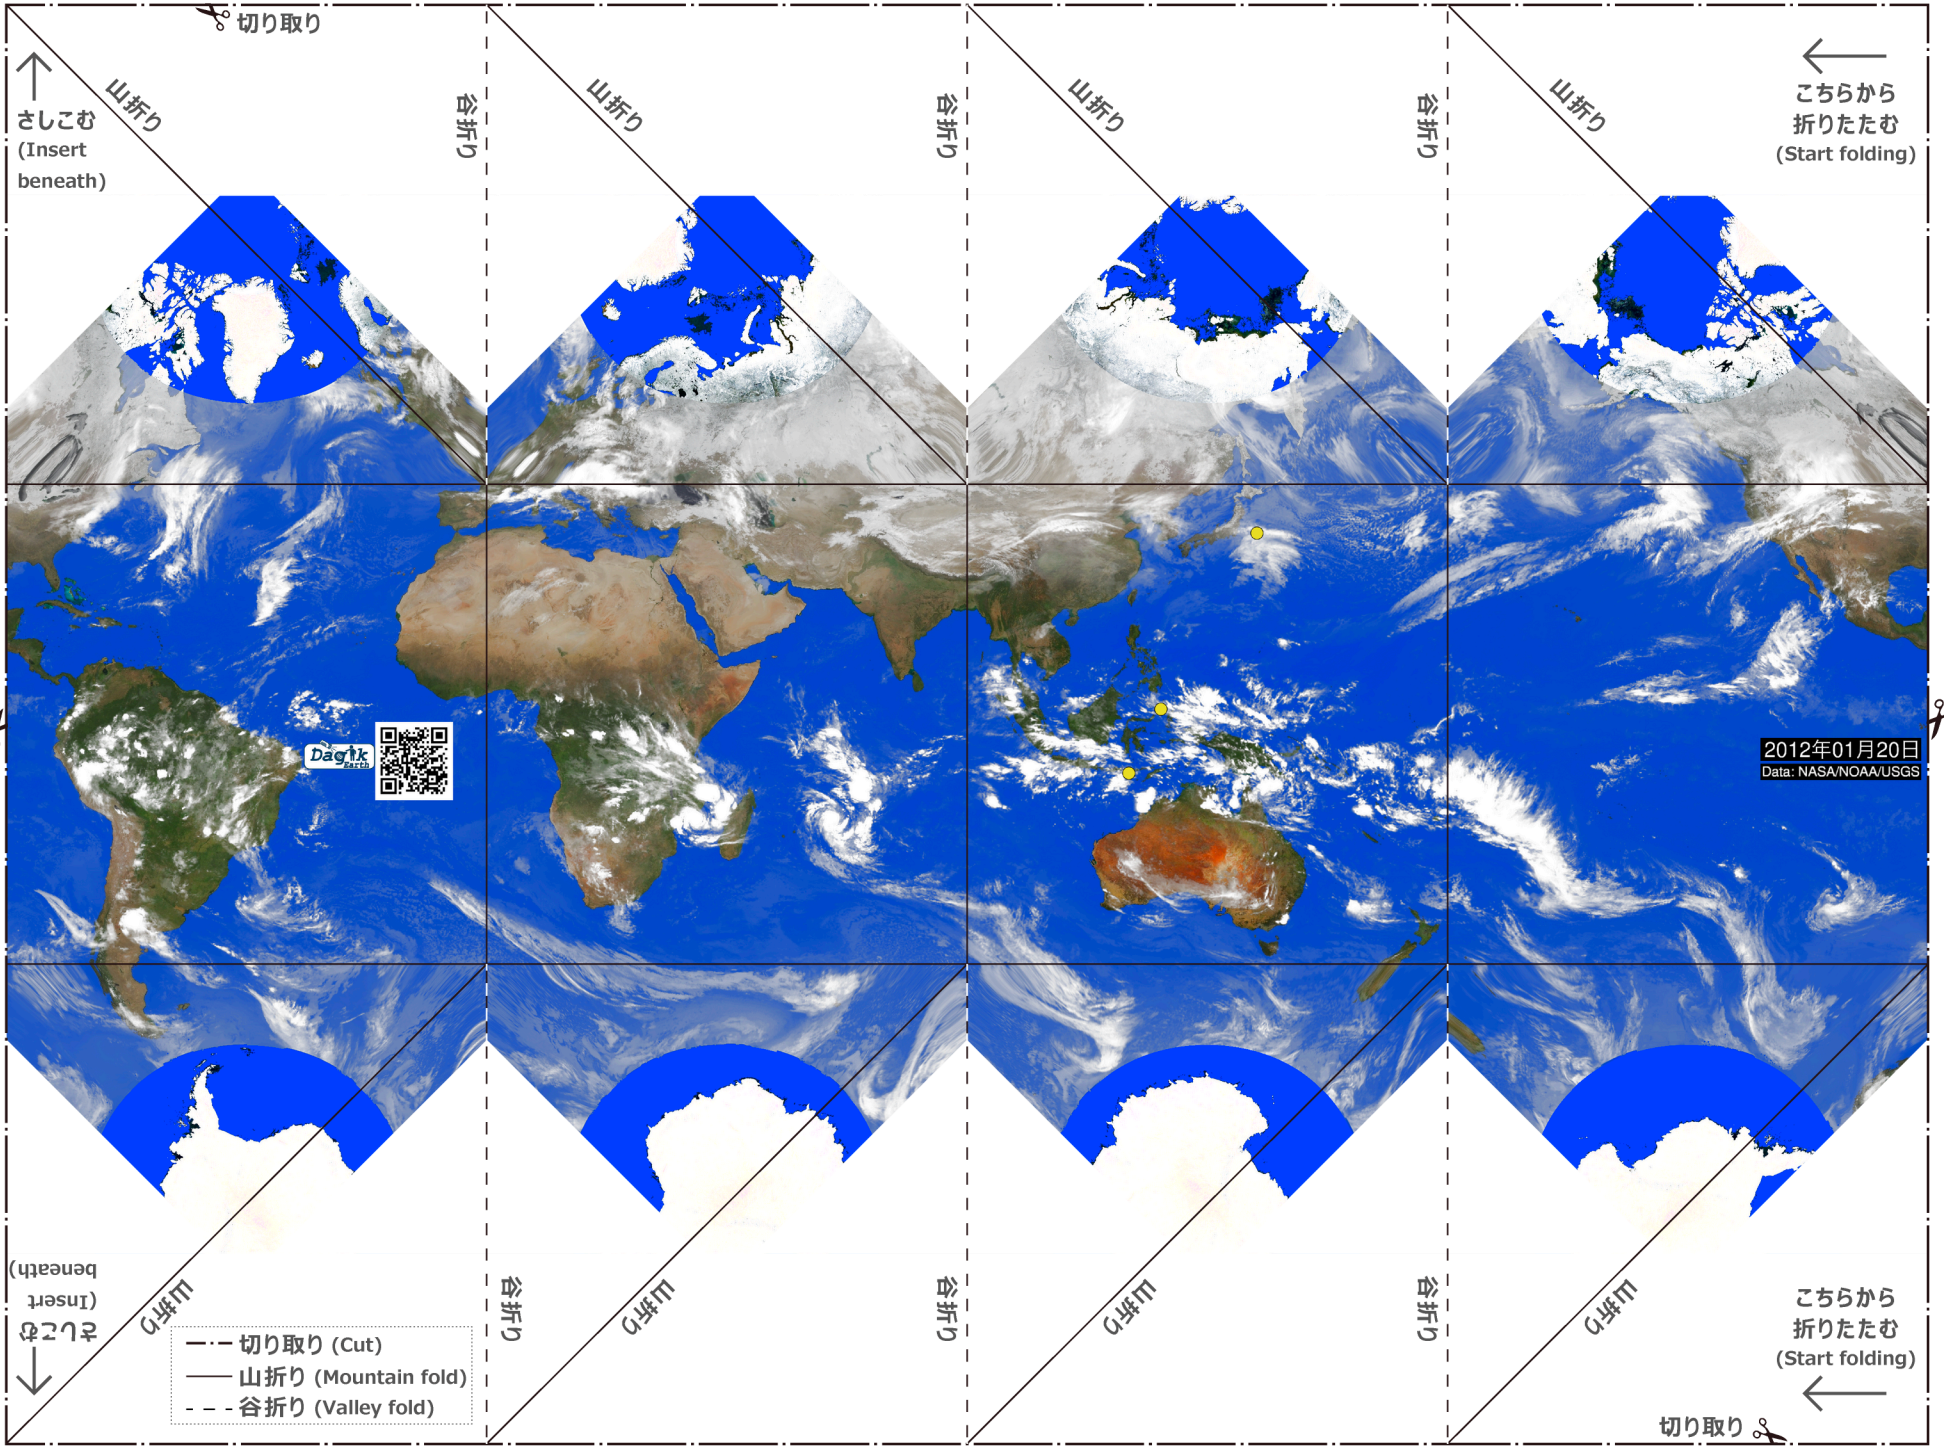 切り取り
さしこむ
(Insert
beneath)
山折り
谷折り
山折り
谷折り
山折り
谷折り
山折り
こちらから
折りたたむ
(Start folding)
Dagik
Earth
2012年01月20日
Data: NASA/NOAA/USGS
さしこむ
(Insert
beneath)
山折り
谷折り
山折り
谷折り
山折り
谷折り
山折り
切り取り (Cut)
山折り (Mountain fold)
谷折り (Valley fold)
こちらから
折りたたむ
(Start folding)
切り取り